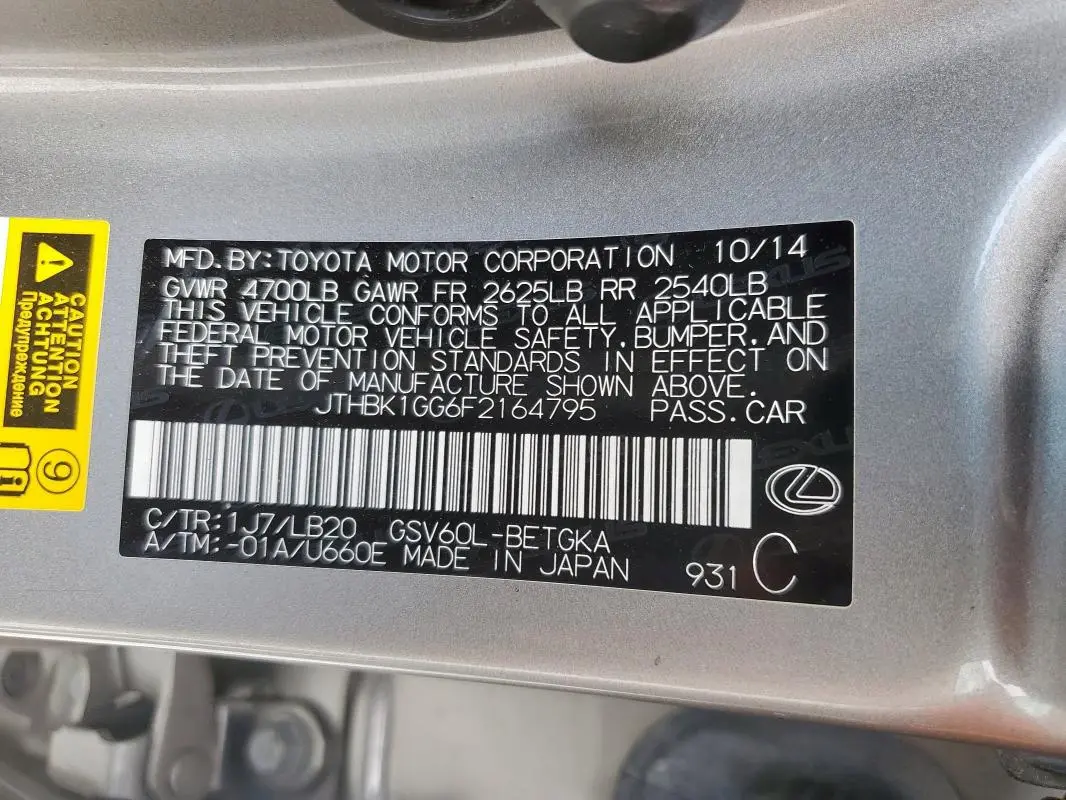 CAUTION
ATTENTION
ACHTUNG
Предупреждение
9
MFD.BY:TOYOTA MOTOR CORPORATION 10/14
GVWR 4700LB GAWR FR 2625LB RR 2540LB
THIS VEHICLE CONFORMS TO ALL APPLICABLE
FEDERAL MOTOR VEHICLE SAFETY,BUMPER,AND
THEFT PREVENTION STANDARDS IN EFFECT ON
THE DATE OF MANUFACTURE SHOWN ABOVE.
JTHBK1GG6F2164795 PASS.CAR
C/TR:1J7/LB20 GSV60L-BETGKA
A/TM:-01A/U660E MADE IN JAPAN 931 C